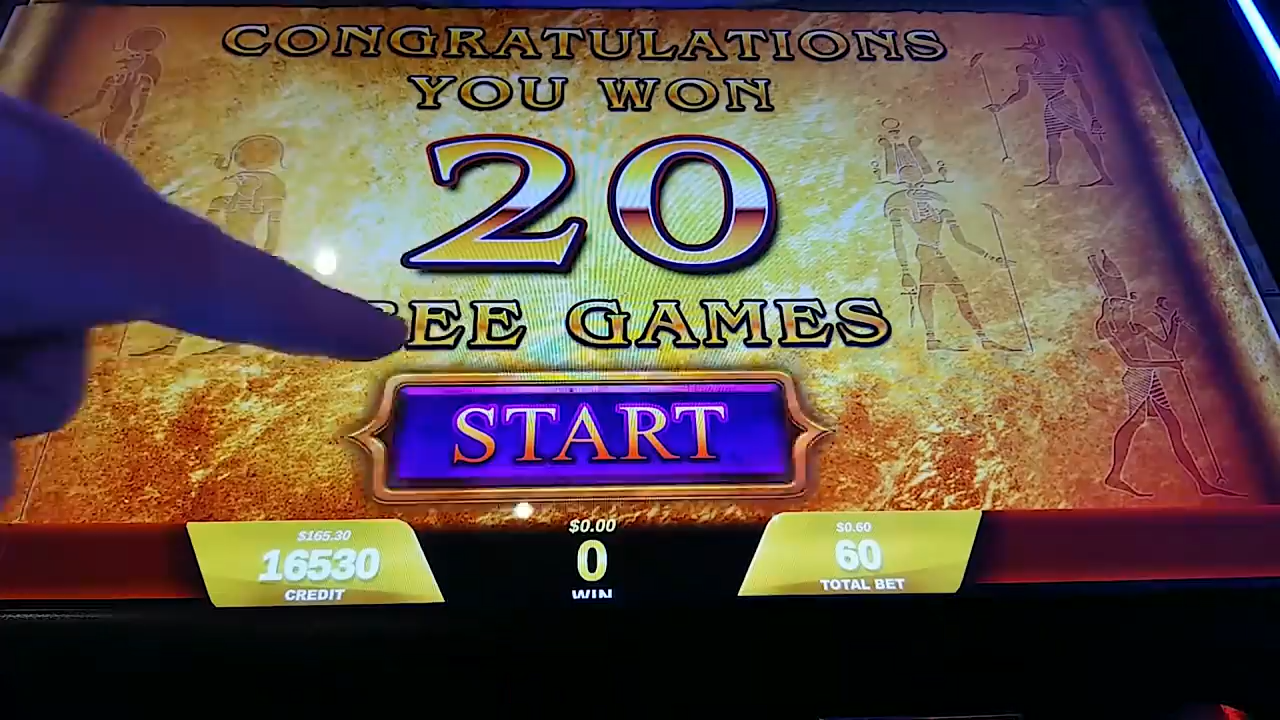 CONGRATULATIONS
YOU WON
20
EE GAMES
START
$165.30
16530
CREDIT
$0.00
0
WIN
$0.60
60
TOTAL BET